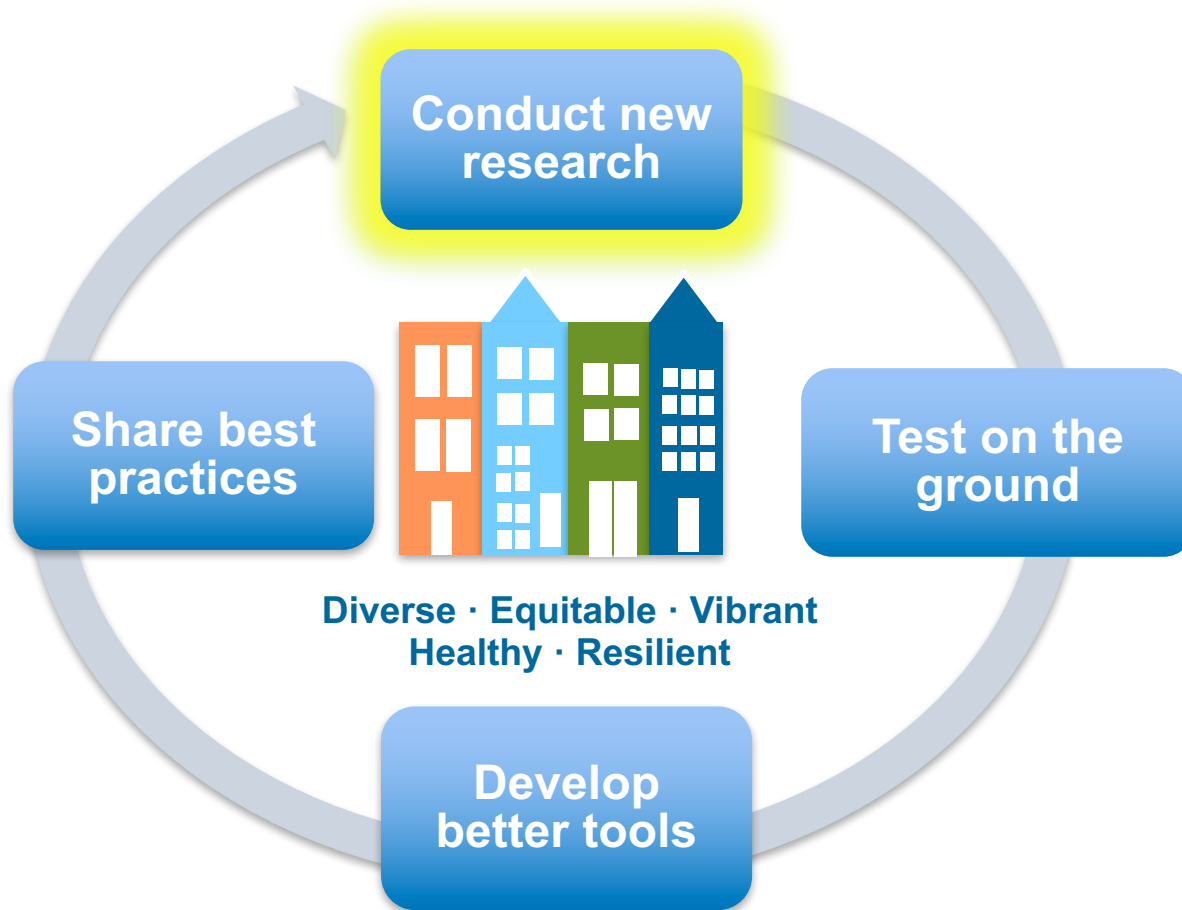 Conduct new
research
Share best
practices
Test on the
ground
Diverse · Equitable · Vibrant
Healthy · Resilient
Develop
better tools